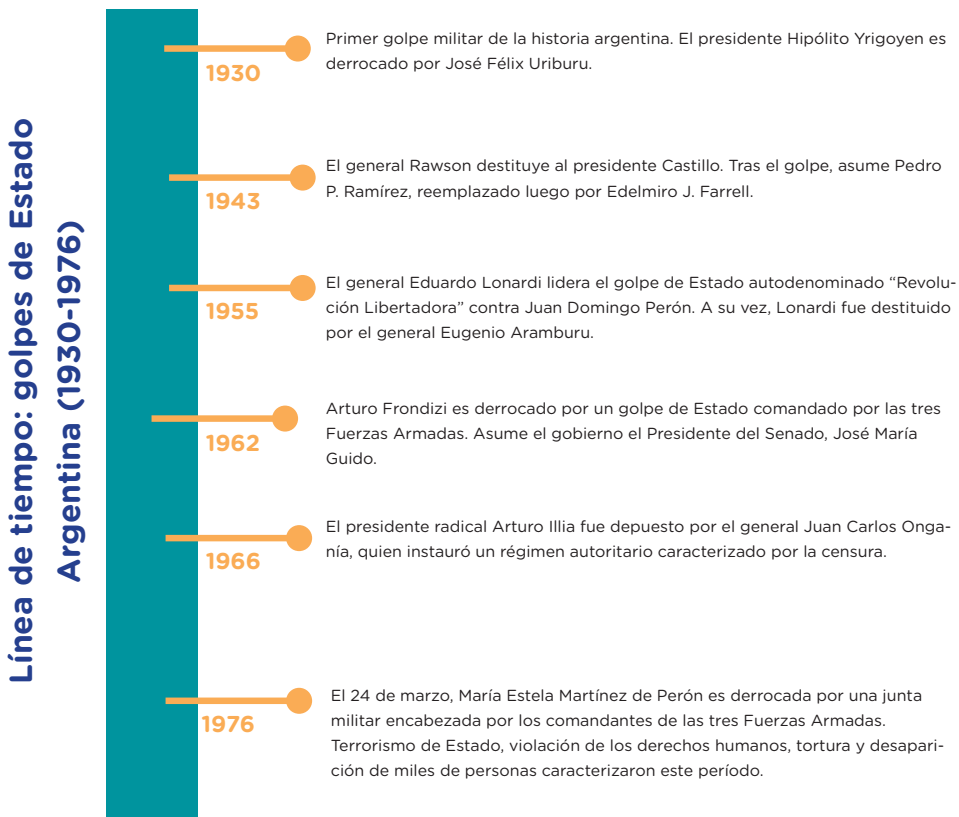 Línea de tiempo: golpes de Estado
Argentina (1930-1976)
1930
Primer golpe militar de la historia argentina. El presidente Hipólito Yrigoyen es
derrocado por José Félix Uriburu.
1943
El general Rawson destituye al presidente Castillo. Tras el golpe, asume Pedro
P. Ramírez, reemplazado luego por Edelmiro J. Farrell.
1955
El general Eduardo Lonardi lidera el golpe de Estado autodenominado “Revolu-
ción Libertadora” contra Juan Domingo Perón. A su vez, Lonardi fue destituido
por el general Eugenio Aramburu.
1962
Arturo Frondizi es derrocado por un golpe de Estado comandado por las tres
Fuerzas Armadas. Asume el gobierno el Presidente del Senado, José María
Guido.
1966
El presidente radical Arturo Illia fue depuesto por el general Juan Carlos Onga-
nía, quien instauró un régimen autoritario caracterizado por la censura.
1976
El 24 de marzo, María Estela Martínez de Perón es derrocada por una junta
militar encabezada por los comandantes de las tres Fuerzas Armadas.
Terrorismo de Estado, violación de los derechos humanos, tortura y desapari-
ción de miles de personas caracterizaron este período.